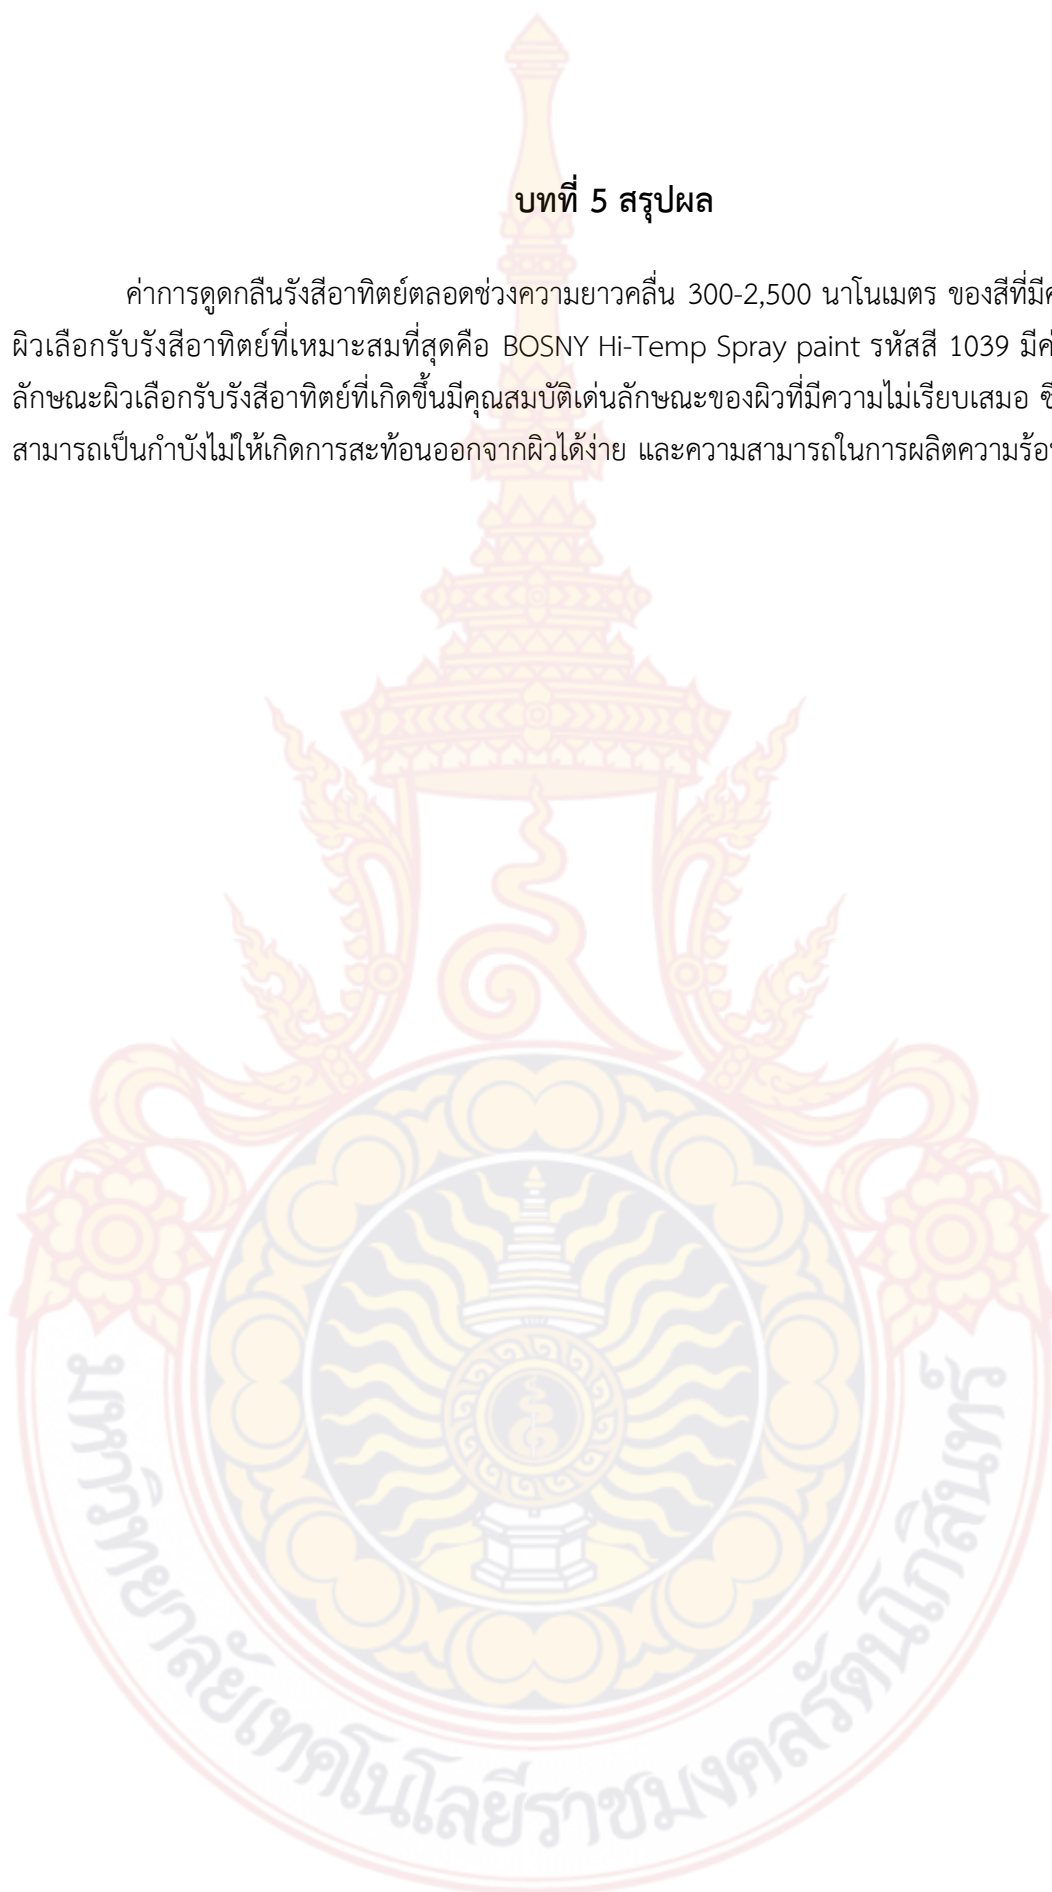 บทที่ 5 สรุปผล
ค่าการดูดกลืนรังสีอาทิตย์ตลอดช่วงความยาวคลื่น 300-2,500 นาโนเมตร ของสีที่มี
ผิวเลือกรับรังสีอาทิตย์ที่เหมาะสมที่สุดคือ BOSNY Hi-Temp Spray paint รหัสสี 1039 มี
ลักษณะผิวเลือกรับรังสีอาทิตย์ที่เกิดขึ้นมีคุณสมบัติเด่นลักษณะของผิวที่มีความไม่เรียบเสมอ
สามารถเป็นกำบังไม่ให้เกิดการสะท้อนออกจากผิวได้ง่าย และความสามารถในการผลิตความร้อน
มหาวิทยาลัยเทคโนโลยีราชมงคลรัตนโกสินทร์